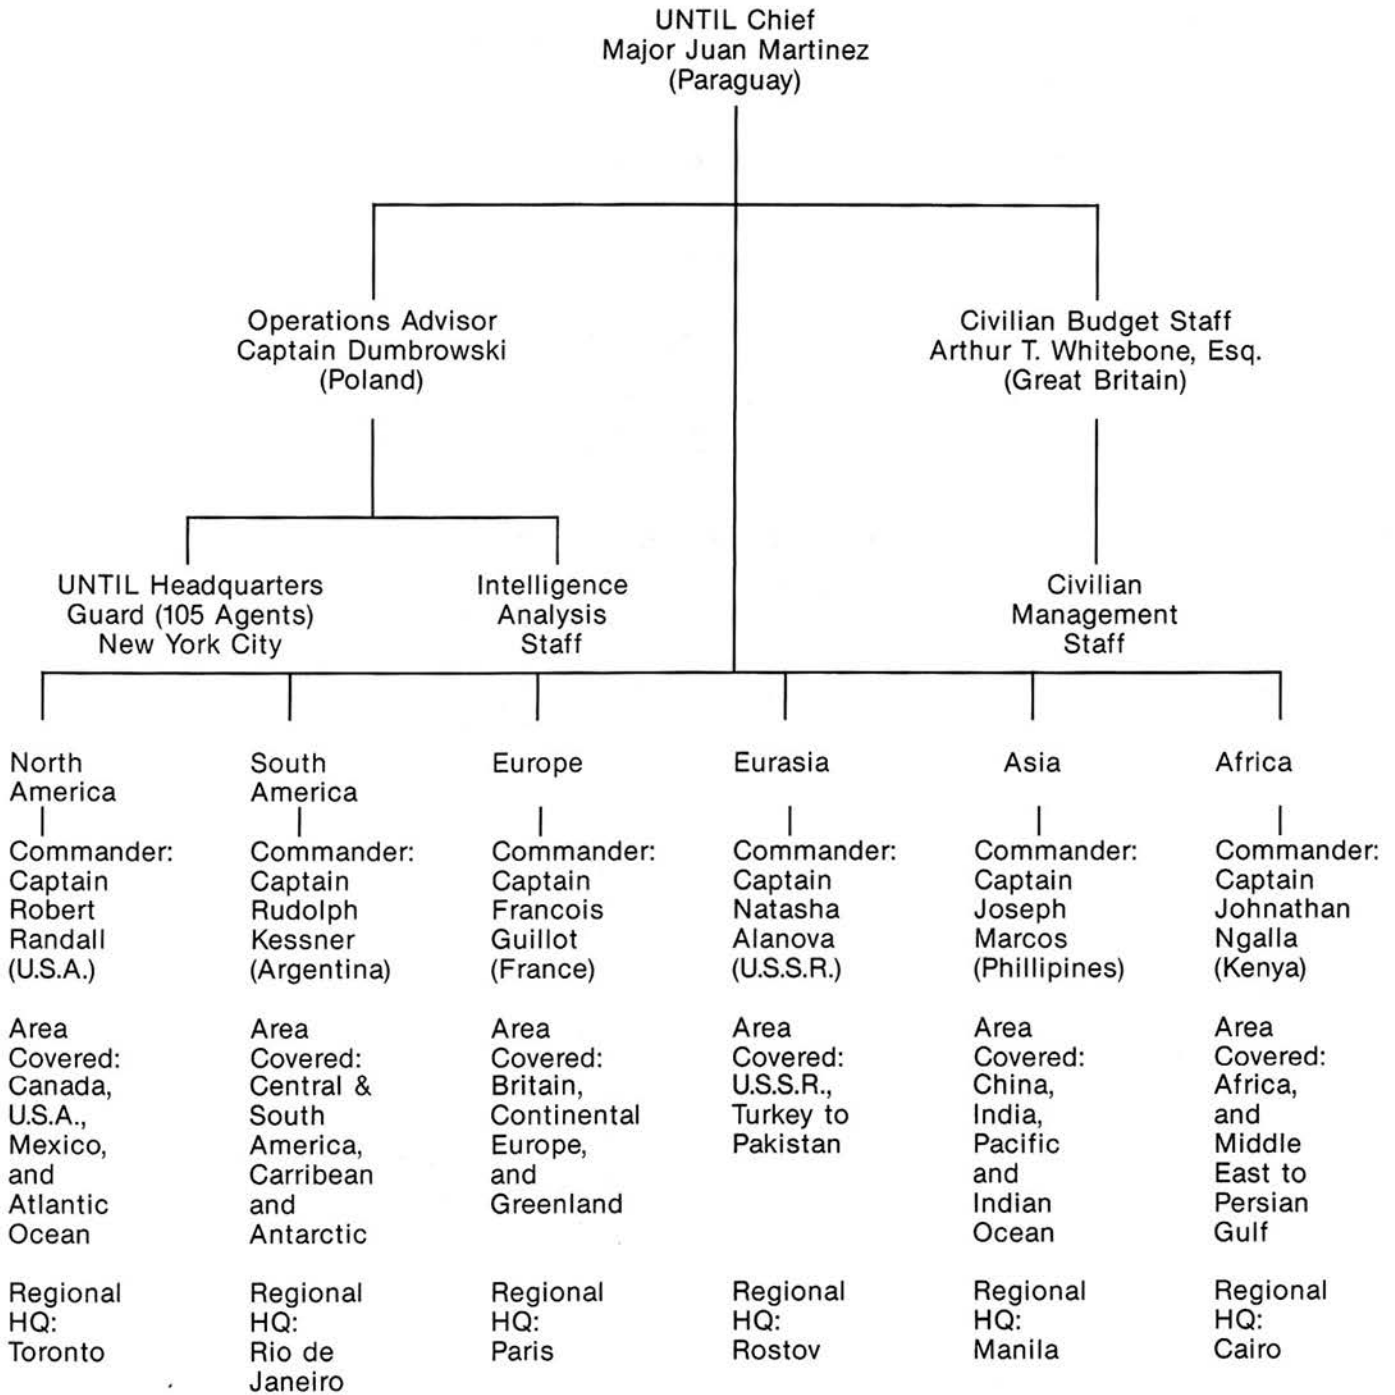 UNTIL Chief
Major Juan Martinez
(Paraguay)
Operations Advisor
Captain Dumbrowski
(Poland)
Civilian Budget Staff
Arthur T. Whitebone, Esq.
(Great Britain)
UNTIL Headquarters
Guard (105 Agents)
New York City
Intelligence
Analysis
Staff
Civilian
Management
Staff
North
America
Commander:
Captain
Robert
Randall
(U.S.A.)
Area
Covered:
Canada,
U.S.A.,
Mexico,
and
Atlantic
Ocean
Regional
HQ:
Toronto
South
America
Commander:
Captain
Rudolph
Kessner
(Argentina)
Area
Covered:
Central &
South
America,
Carribean
and
Antarctic
Regional
HQ:
Rio de
Janeiro
Europe
Commander:
Captain
Francois
Guillot
(France)
Area
Covered:
Britain,
Continental
Europe,
and
Greenland
Regional
HQ:
Paris
Eurasia
Commander:
Captain
Natasha
Alanova
(U.S.S.R.)
Area
Covered:
U.S.S.R.,
Turkey to
Pakistan
Regional
HQ:
Rostov
Asia
Commander:
Captain
Joseph
Marcos
(Phillipines)
Area
Covered:
China,
India,
Pacific
and
Indian
Ocean
Regional
HQ:
Manila
Africa
Commander:
Captain
Johnathan
Ngalla
(Kenya)
Area
Covered:
Africa,
and
Middle
East to
Persian
Gulf
Regional
HQ:
Cairo